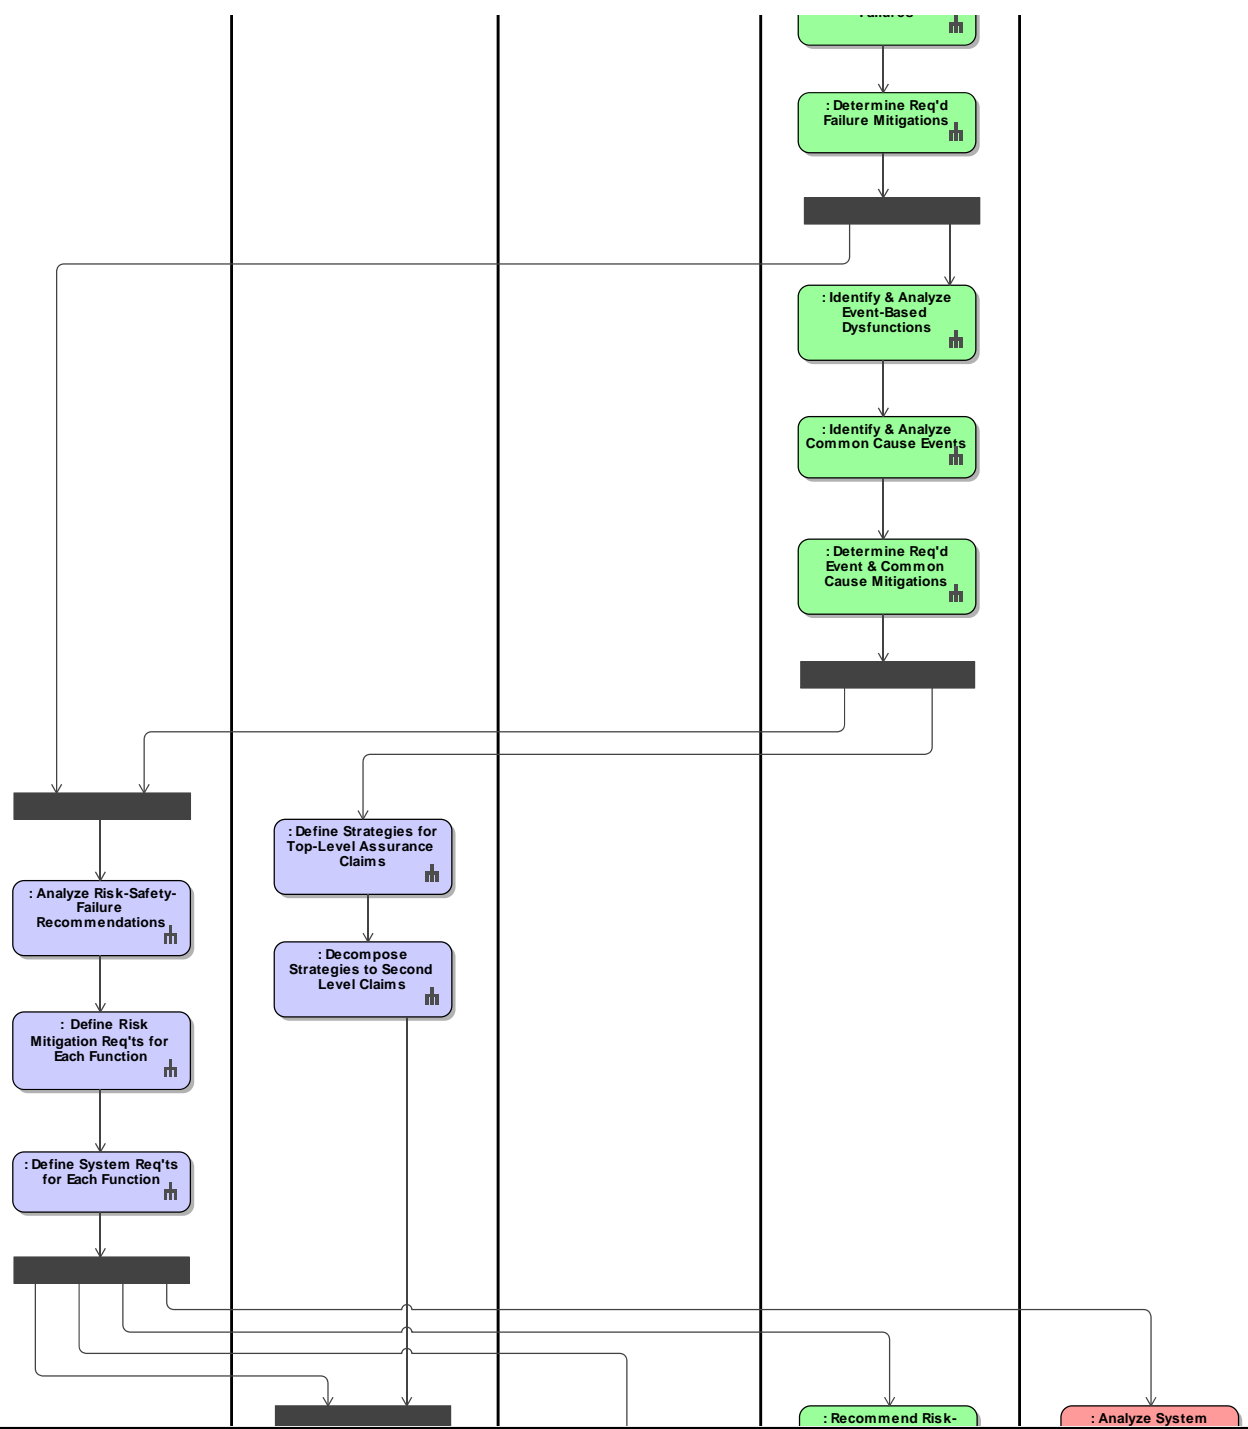 Failures
: Determine Req'd
Failure Mitigations
: Identify & Analyze
Event-Based
Dysfunctions
: Identify & Analyze
Common Cause Events
: Determine Req'd
Event & Common
Cause Mitigations
: Define Strategies for
Top-Level Assurance
Claims
: Analyze Risk-Safety-
Failure
Recommendations
: Decompose
Strategies to Second
Level Claims
: Define Risk
Mitigation Req'ts for
Each Function
: Define System Req'ts
for Each Function
: Recommend Risk-
: Analyze System